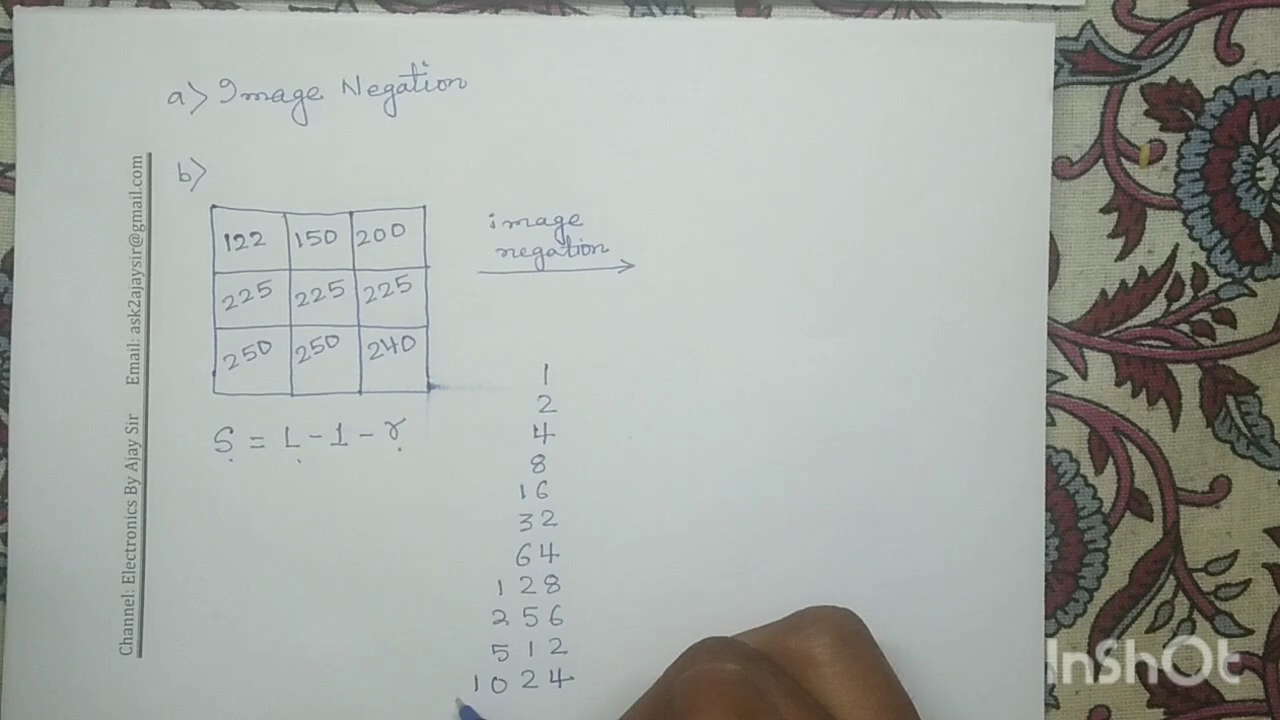 a) Image Negation
b)
122 150 200
225 225 225
250 250 240
image
negation
S = L - 1 - r
1
2
4
8
16
32
64
128
256
512
1024
Channel: Electronics By Ajay Sir Email: ask2ajaysir@gmail.com
InShOt